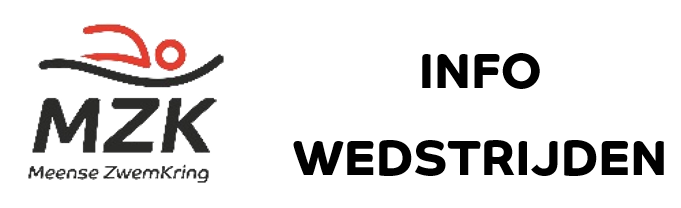 MZK
Meense ZwemKring
INFO
WEDSTRIJDEN